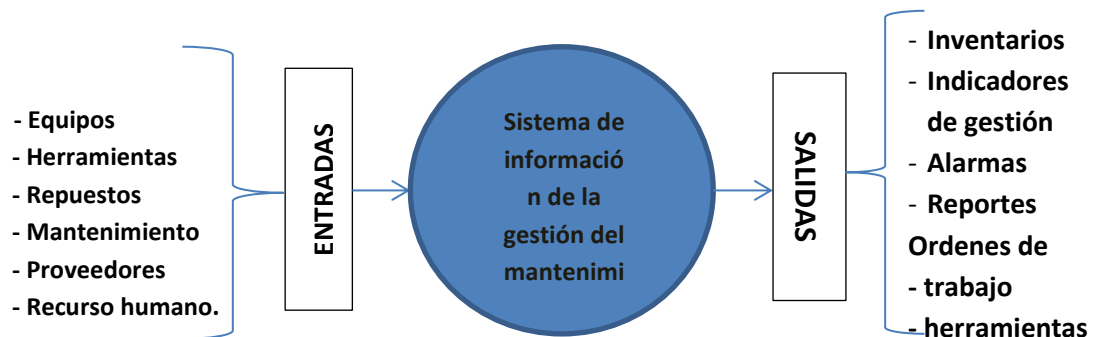 - Equipos
- Herramientas
- Repuestos
- Mantenimiento
- Proveedores
- Recurso humano.
ENTRADAS
Sistema de
informació
n de la
gestión del
mantenimi
SALIDAS
- Inventarios
- Indicadores
de gestión
- Alarmas
- Reportes
Ordenes de
- trabajo
- herramientas